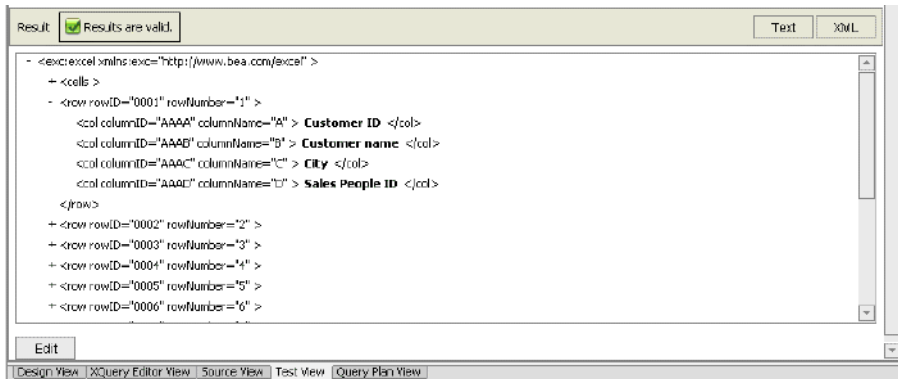 Result Results are valid. Text XML
- <exc:excel xmlns:exc="http://www.bea.com/excel" >
+ <cells >
- <row rowID="0001" rowNumber="1" >
<col columnID="AAAA" columnName="A" > Customer ID </col>
<col columnID="AAAB" columnName="B" > Customer name </col>
<col columnID="AAAC" columnName="C" > City </col>
<col columnID="AAAD" columnName="D" > Sales People ID </col>
</row>
+ <row rowID="0002" rowNumber="2" >
+ <row rowID="0003" rowNumber="3" >
+ <row rowID="0004" rowNumber="4" >
+ <row rowID="0005" rowNumber="5" >
+ <row rowID="0006" rowNumber="6" >
Edit
Design View XQuery Editor View Source View Test View Query Plan View